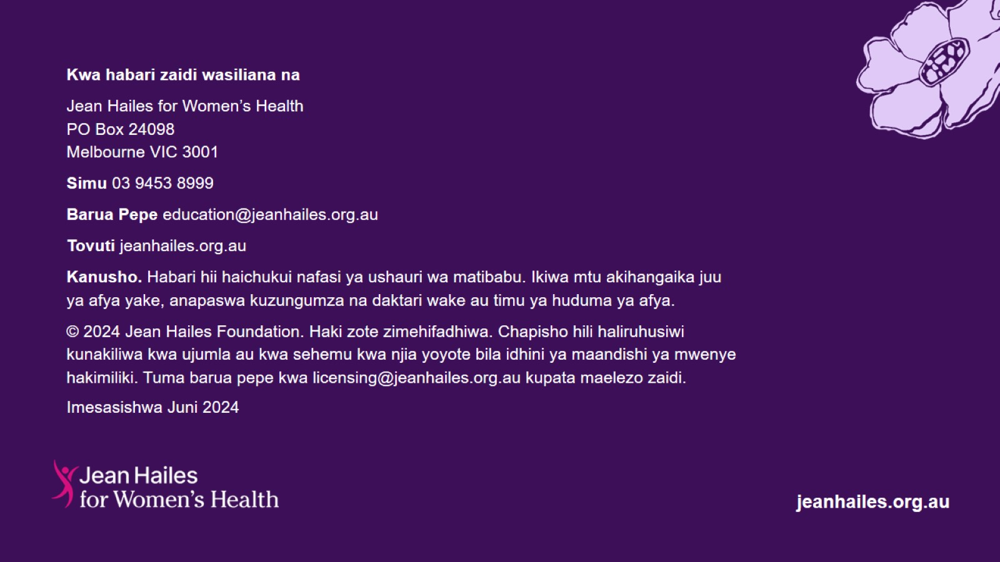 Kwa habari zaidi wasiliana na
Jean Hailes for Women’s Health
PO Box 24098
Melbourne VIC 3001
Simu 03 9453 8999
Barua Pepe education@jeanhailes.org.au
Tovuti jeanhailes.org.au
Kanusho. Habari hii haichukui nafasi ya ushauri wa matibabu. Ikiwa mtu akihangaika juu
ya afya yake, anapaswa kuzungumza na daktari wake au timu ya huduma ya afya.
© 2024 Jean Hailes Foundation. Haki zote zimehifadhiwa. Chapisho hili haliruhusiwi
kunakiliwa kwa ujumla au kwa sehemu kwa njia yoyote bila idhini ya maandishi ya mwenye
hakimiliki. Tuma barua pepe kwa licensing@jeanhailes.org.au kupata maelezo zaidi.
Imesasishwa Juni 2024
Jean Hailes
for Women’s Health
jeanhailes.org.au